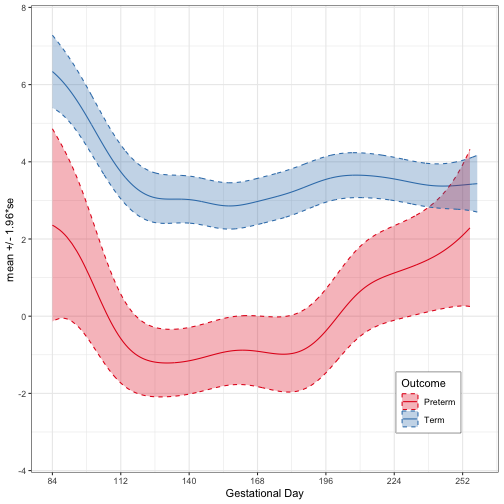 8
6
4
2
0
-2
-4
mean +/- 1.96*se
84 112 140 168 196 224 252
Gestational Day
Outcome
Preterm
Term